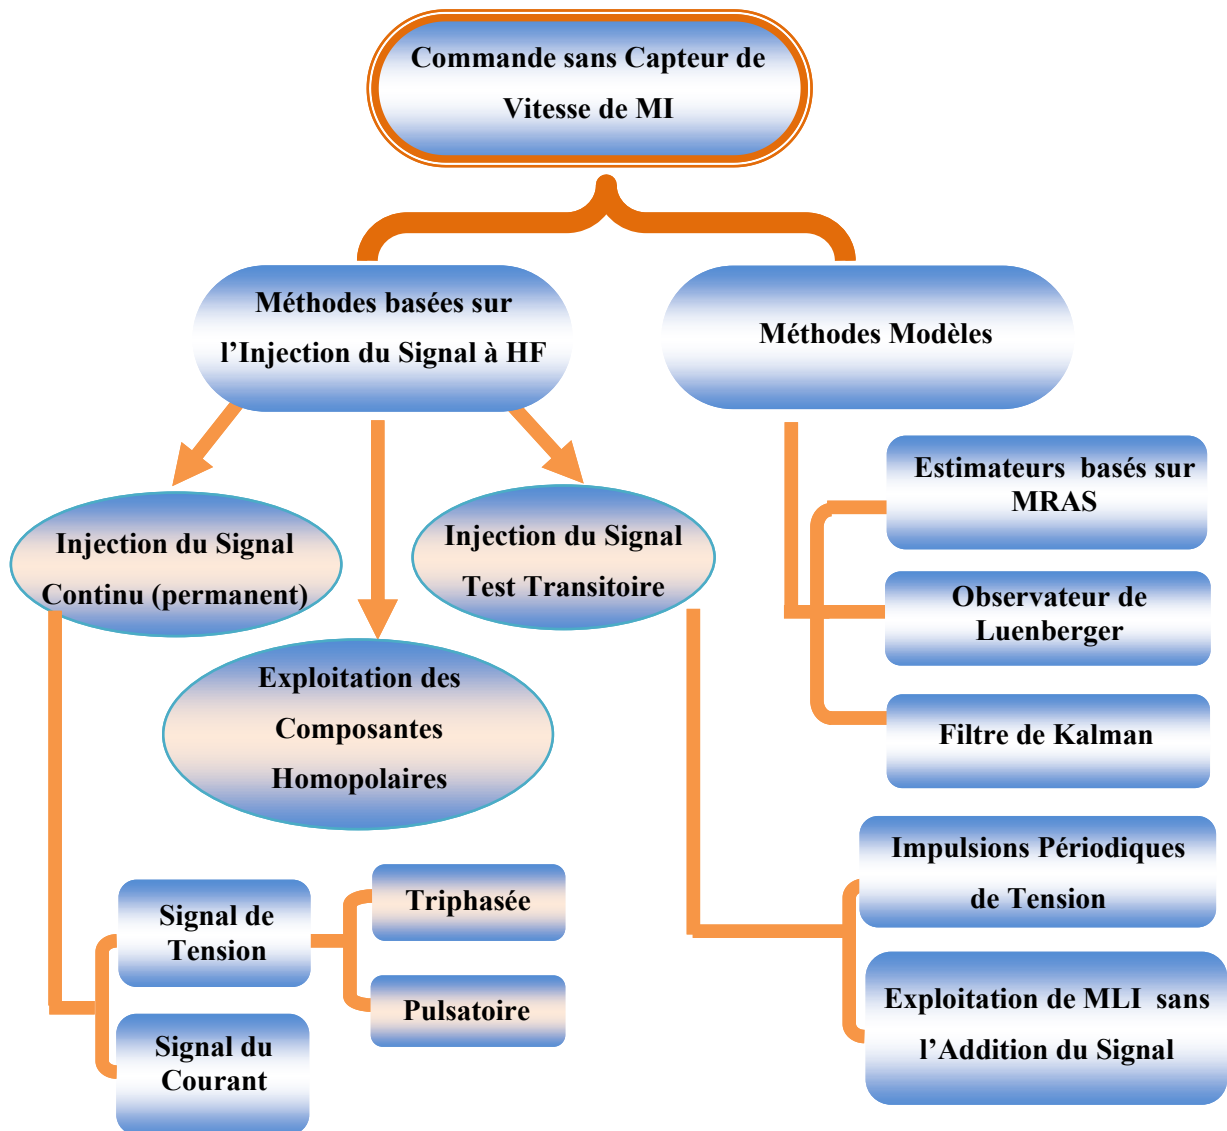 Commande sans Capteur de
Vitesse de MI
Méthodes basées sur
l’Injection du Signal à HF
Méthodes Modèles
Estimateurs basés sur
MRAS
Injection du Signal
Continu (permanent)
Injection du Signal
Test Transitoire
Observateur de
Luenberger
Exploitation des
Composantes
Homopolaires
Filtre de Kalman
Impulsions Périodiques
de Tension
Triphasée
Signal de
Tension
Pulsatoire
Exploitation de MLI sans
l’Addition du Signal
Signal du
Courant